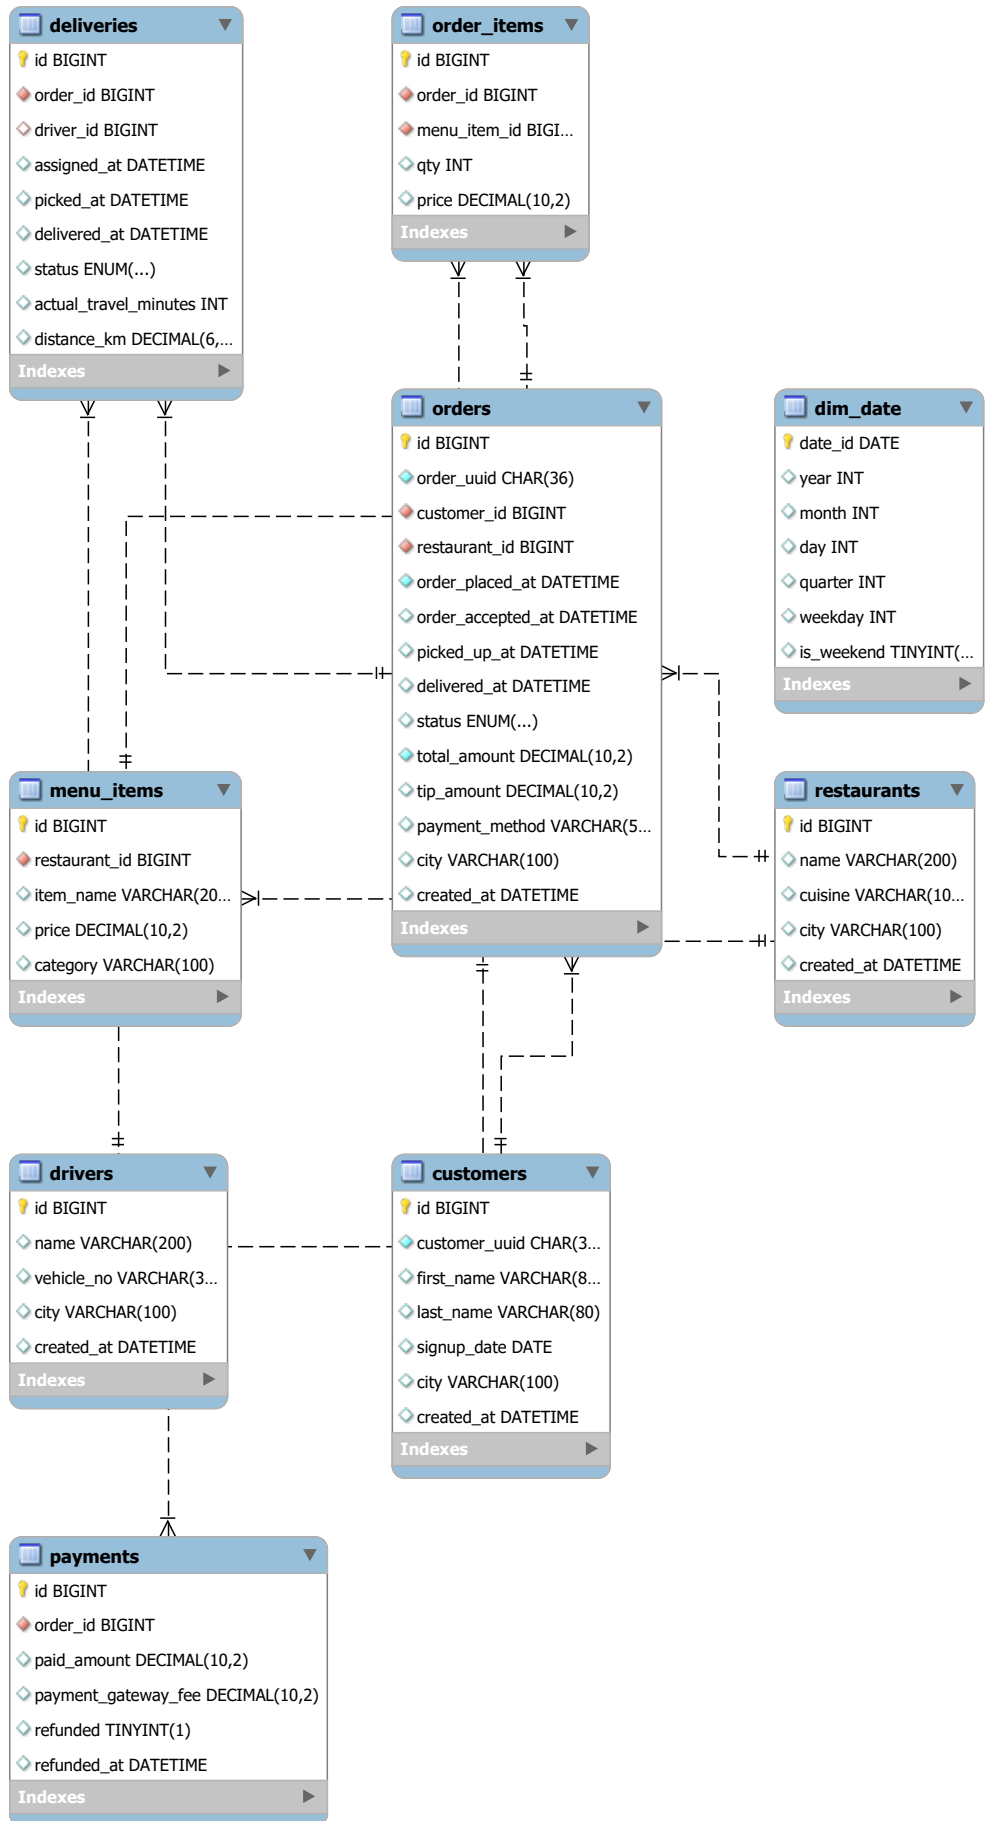 deliveries
id BIGINT
order_id BIGINT
driver_id BIGINT
assigned_at DATETIME
picked_at DATETIME
delivered_at DATETIME
status ENUM(...)
actual_travel_minutes INT
distance_km DECIMAL(6,...
Indexes
order_items
id BIGINT
order_id BIGINT
menu_item_id BIGI...
qty INT
price DECIMAL(10,2)
Indexes
orders
id BIGINT
order_uuid CHAR(36)
customer_id BIGINT
restaurant_id BIGINT
order_placed_at DATETIME
order_accepted_at DATETIME
picked_up_at DATETIME
delivered_at DATETIME
status ENUM(...)
total_amount DECIMAL(10,2)
tip_amount DECIMAL(10,2)
payment_method VARCHAR(5...
city VARCHAR(100)
created_at DATETIME
Indexes
dim_date
date_id DATE
year INT
month INT
day INT
quarter INT
weekday INT
is_weekend TINYINT(...
Indexes
menu_items
id BIGINT
restaurant_id BIGINT
item_name VARCHAR(20...
price DECIMAL(10,2)
category VARCHAR(100)
Indexes
restaurants
id BIGINT
name VARCHAR(200)
cuisine VARCHAR(10...
city VARCHAR(100)
created_at DATETIME
Indexes
drivers
id BIGINT
name VARCHAR(200)
vehicle_no VARCHAR(3...
city VARCHAR(100)
created_at DATETIME
Indexes
customers
id BIGINT
customer_uuid CHAR(3...
first_name VARCHAR(8...
last_name VARCHAR(80)
signup_date DATE
city VARCHAR(100)
created_at DATETIME
Indexes
payments
id BIGINT
order_id BIGINT
paid_amount DECIMAL(10,2)
payment_gateway_fee DECIMAL(10,2)
refunded TINYINT(1)
refunded_at DATETIME
Indexes